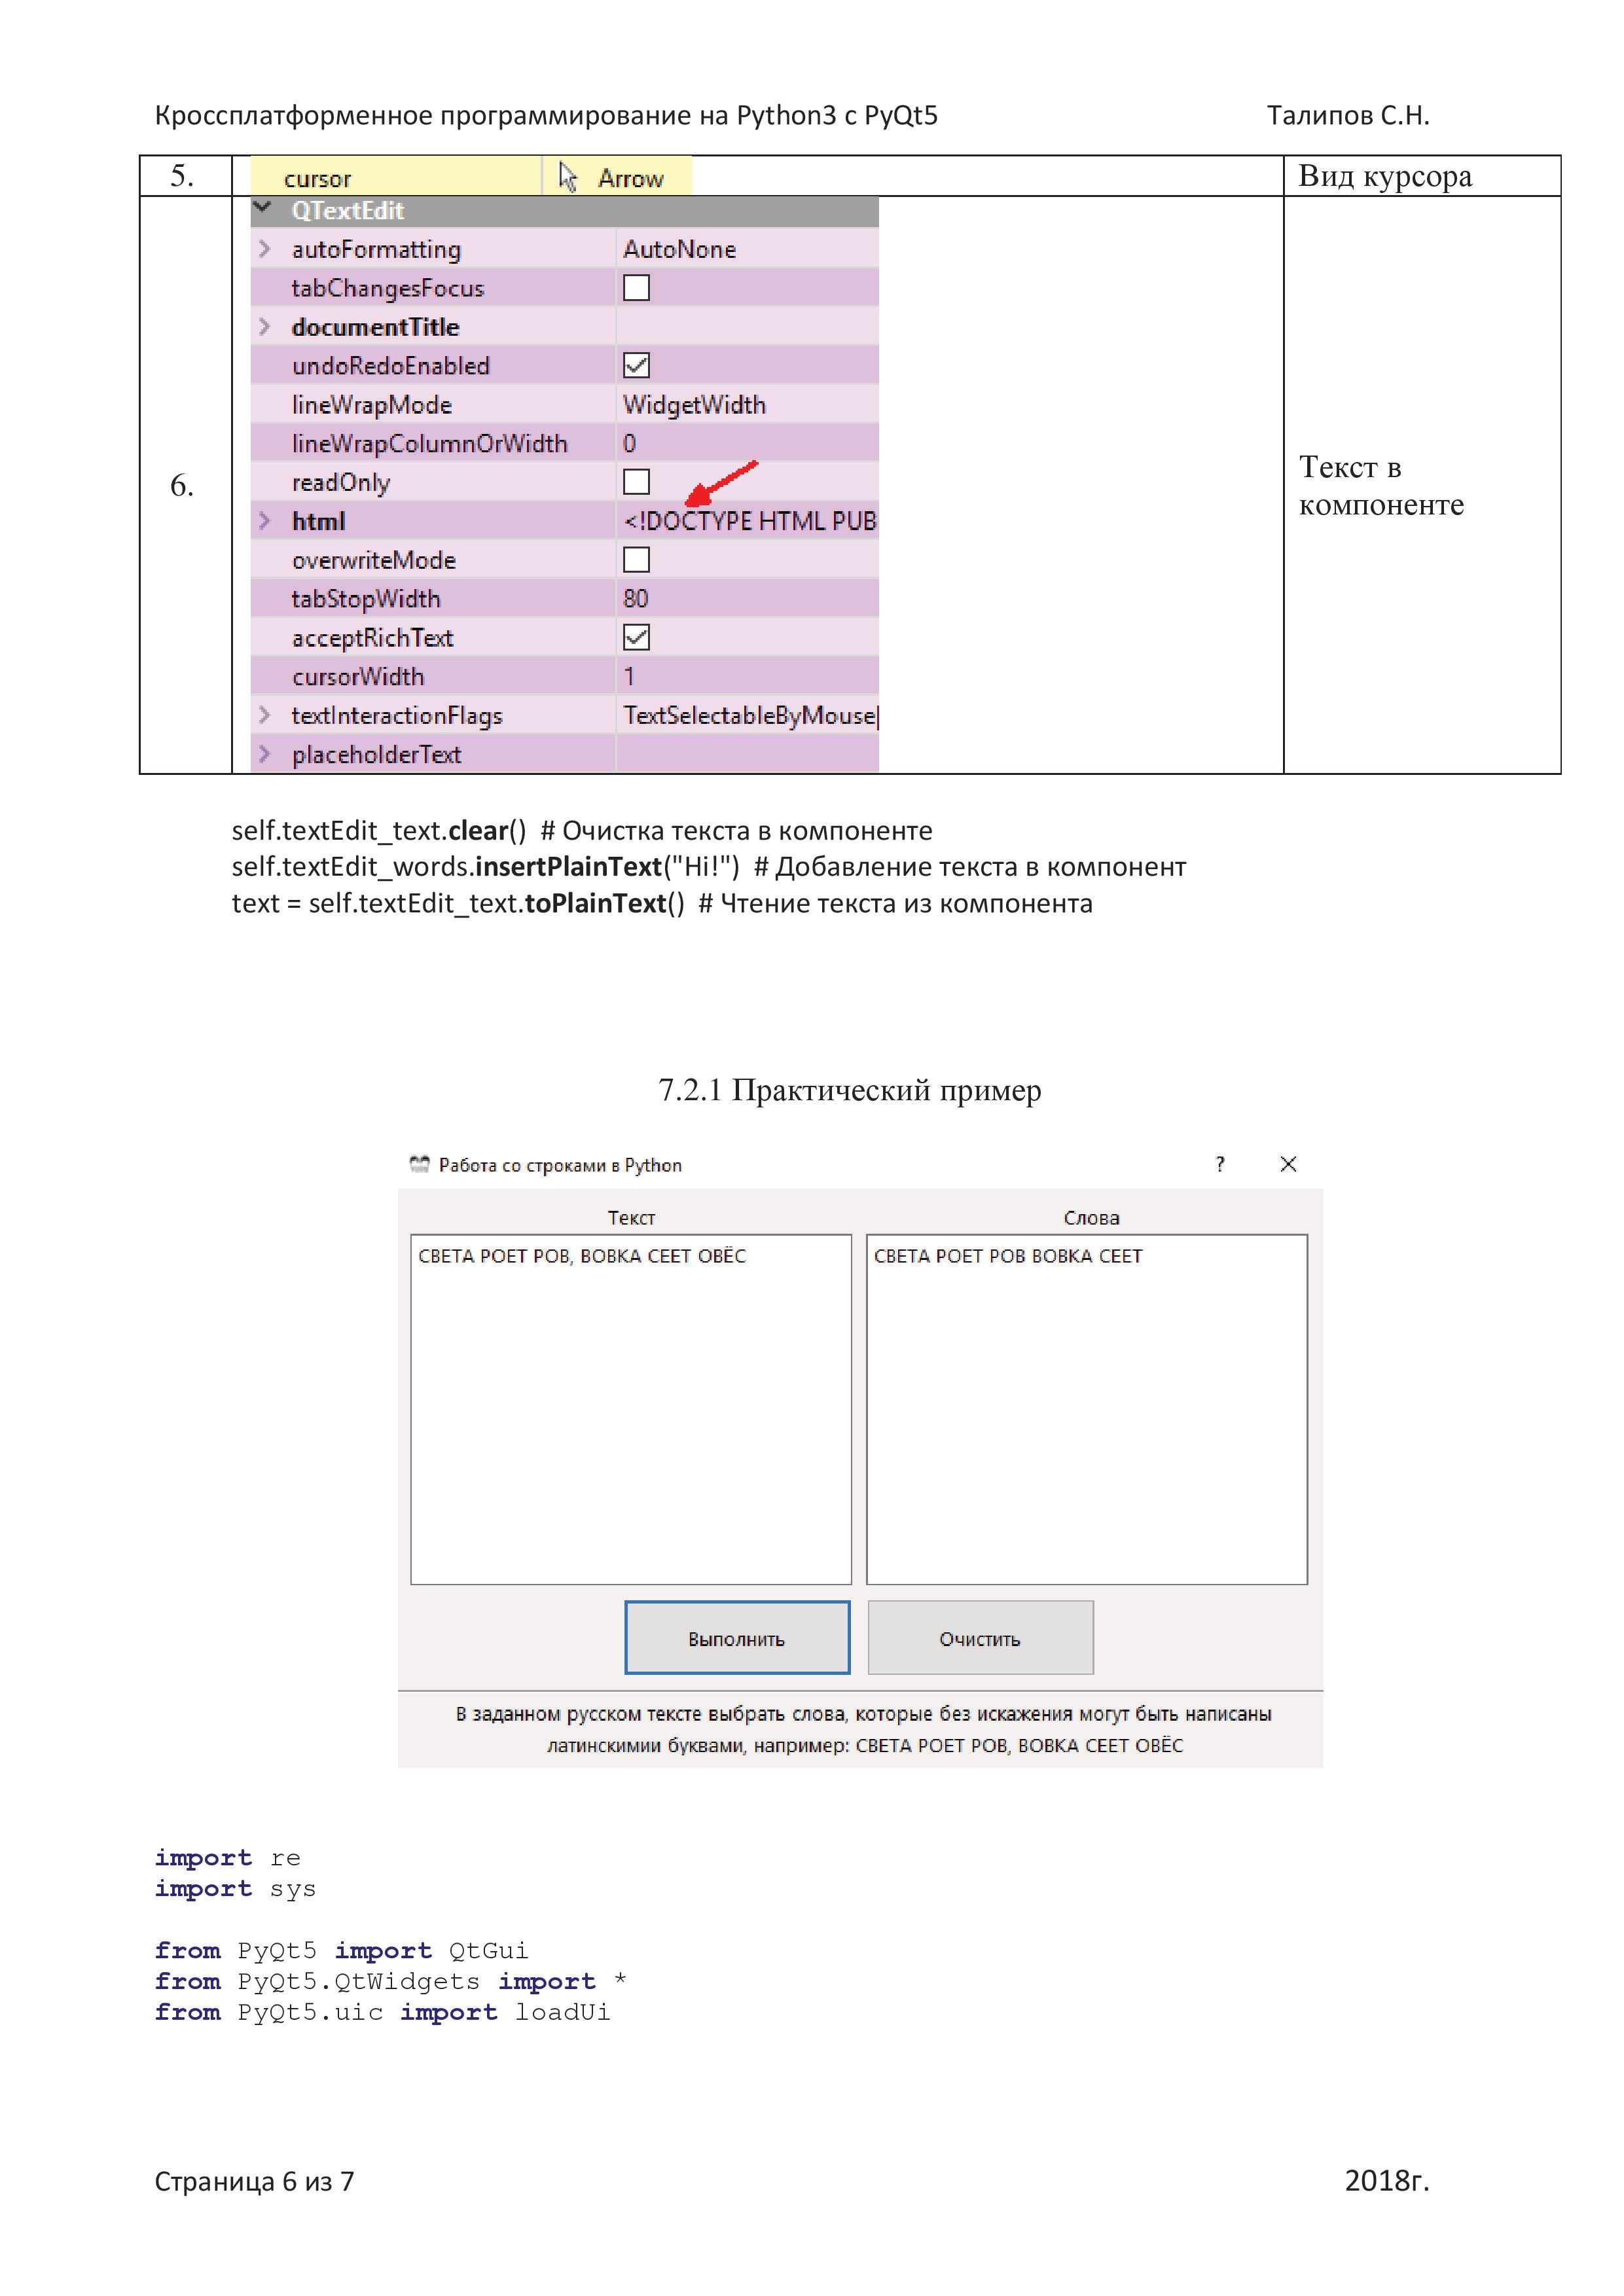 Кроссплатформенное программирование на Python3 с PyQt5 Талипов С.Н.
5. cursor Arrow Вид курсора
6. QTextEdit
autoFormatting AutoNone
tabChangesFocus
documentTitle
undoRedoEnabled
lineWrapMode WidgetWidth
lineWrapColumnOrWidth 0
readOnly
html <!DOCTYPE HTML PUB
overwriteMode
tabStopWidth 80
acceptRichText
cursorWidth 1
textInteractionFlags TextSelectableByMouse|
placeholderText
Текст в
компоненте
self.textEdit_text.clear() # Очистка текста в компоненте
self.textEdit_words.insertPlainText("Hi!") # Добавление текста в компонент
text = self.textEdit_text.toPlainText() # Чтение текста из компонента
7.2.1 Практический пример
Работа со строками в Python ? ×
Текст Слова
СВЕТА РОЕТ РОВ, ВОВКА СЕЕТ ОВЁС СВЕТА РОЕТ РОВ ВОВКА СЕЕТ
Выполнить Очистить
В заданном русском тексте выбрать слова, которые без искажения могут быть написаны
латинскимии буквами, например: СВЕТА РОЕТ РОВ, ВОВКА СЕЕТ ОВЁС
import re
import sys
from PyQt5 import QtGui
from PyQt5.QtWidgets import *
from PyQt5.uic import loadUi
Страница 6 из 7 2018г.